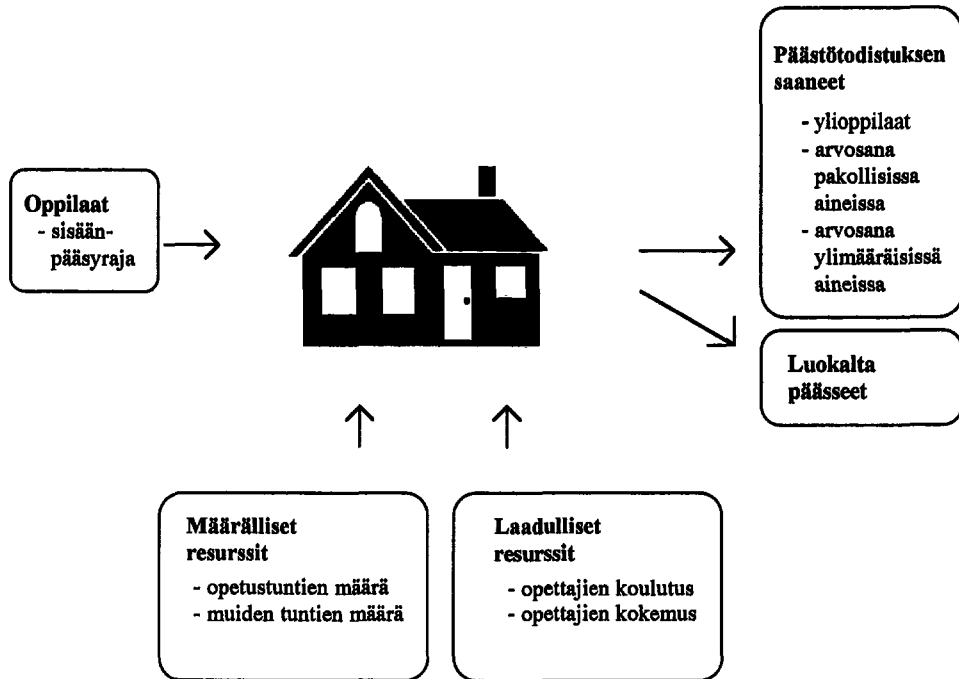 Oppilaat
- sisään-
pääsyraja
Päästötodistuksen
saaneet
- ylioppilaat
- arvosana
pakollisissa
aineissa
- arvosana
ylimääräisissä
aineissa
Luokalta
päässeet
Määrälliset
resurssit
- opetustuntien määrä
- muiden tuntien määrä
Laadulliset
resurssit
- opettajien koulutus
- opettajien kokemus